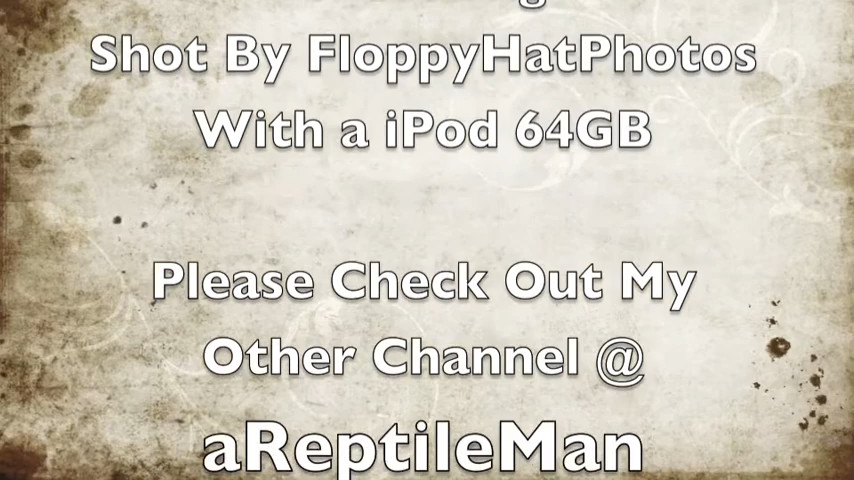 Shot By FloppyHatPhotos
With a iPod 64GB
Please Check Out My
Other Channel @
aReptileMan